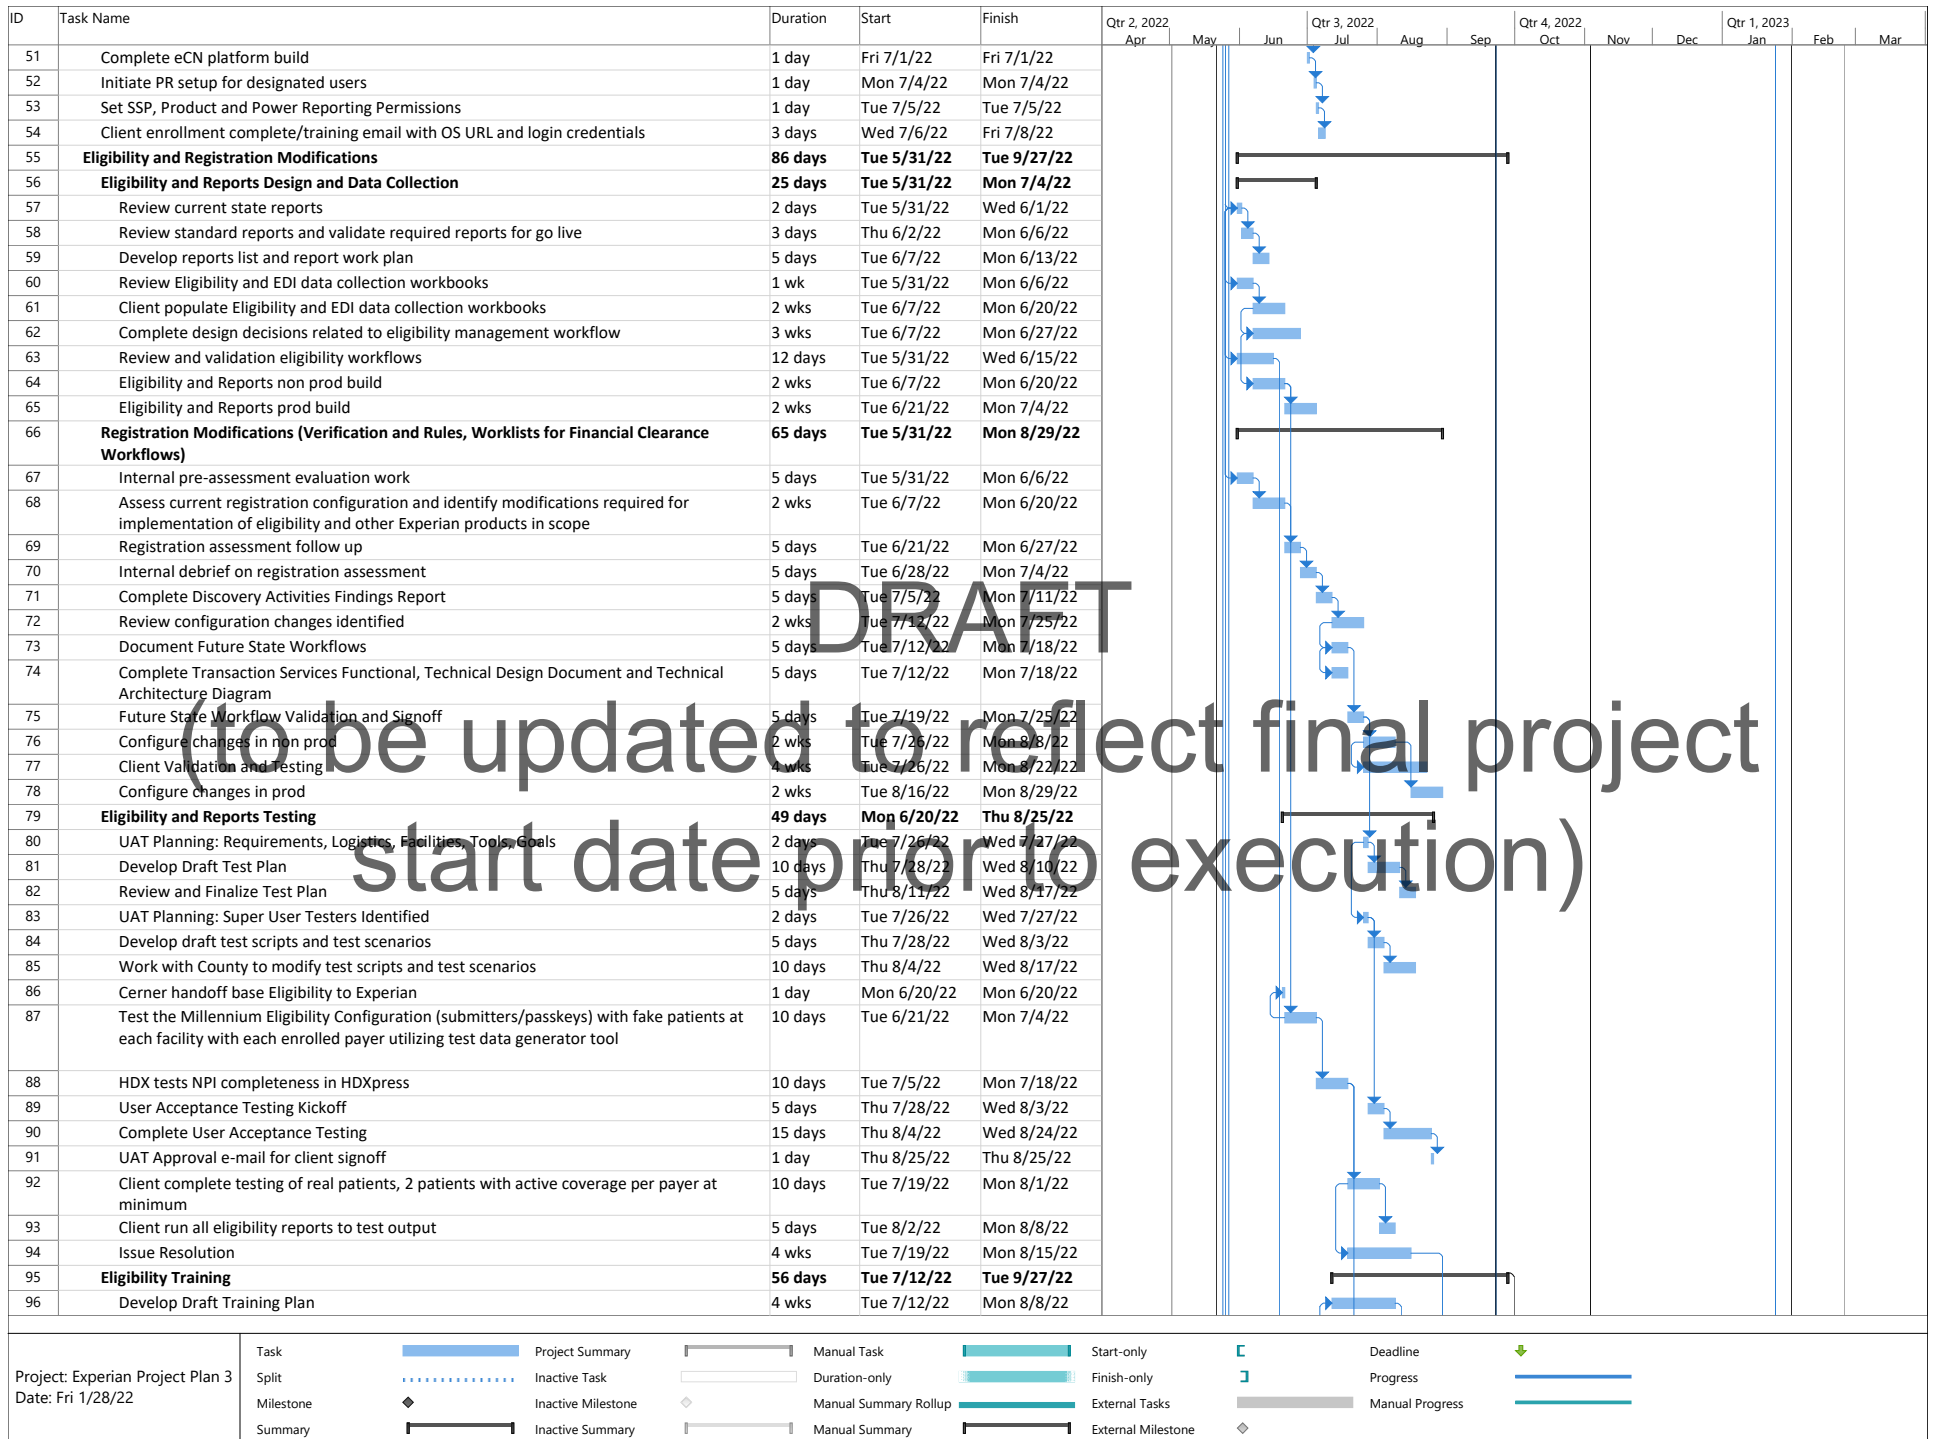 ID Task Name Duration Start Finish
Qtr 2, 2022 Qtr 3, 2022 Qtr 4, 2022 Qtr 1, 2023
Apr May Jun Jul Aug Sep Oct Nov Dec Jan Feb Mar
51 Complete eCN platform build 1 day Fri 7/1/22 Fri 7/1/22
52 Initiate PR setup for designated users 1 day Mon 7/4/22 Mon 7/4/22
53 Set SSP, Product and Power Reporting Permissions 1 day Tue 7/5/22 Tue 7/5/22
54 Client enrollment complete/training email with OS URL and login credentials 3 days Wed 7/6/22 Fri 7/8/22
55 Eligibility and Registration Modifications 86 days Tue 5/31/22 Tue 9/27/22
56 Eligibility and Reports Design and Data Collection 25 days Tue 5/31/22 Mon 7/4/22
57 Review current state reports 2 days Tue 5/31/22 Wed 6/1/22
58 Review standard reports and validate required reports for go live 3 days Thu 6/2/22 Mon 6/6/22
59 Develop reports list and report work plan 5 days Tue 6/7/22 Mon 6/13/22
60 Review Eligibility and EDI data collection workbooks 1 wk Tue 5/31/22 Mon 6/6/22
61 Client populate Eligibility and EDI data collection workbooks 2 wks Tue 6/7/22 Mon 6/20/22
62 Complete design decisions related to eligibility management workflow 3 wks Tue 6/7/22 Mon 6/27/22
63 Review and validation eligibility workflows 12 days Tue 5/31/22 Wed 6/15/22
64 Eligibility and Reports non prod build 2 wks Tue 6/7/22 Mon 6/20/22
65 Eligibility and Reports prod build 2 wks Tue 6/21/22 Mon 7/4/22
66 Registration Modifications (Verification and Rules, Worklists for Financial Clearance 65 days Tue 5/31/22 Mon 8/29/22
Workflows)
67 Internal pre-assessment evaluation work 5 days Tue 5/31/22 Mon 6/6/22
68 Assess current registration configuration and identify modifications required for 2 wks Tue 6/7/22 Mon 6/20/22
implementation of eligibility and other Experian products in scope
69 Registration assessment follow up 5 days Tue 6/21/22 Mon 6/27/22
70 Internal debrief on registration assessment 5 days Tue 6/28/22 Mon 7/4/22
71 Complete Discovery Activities Findings Report 5 days Tue 7/5/22 Mon 7/11/22
72 Review configuration changes identified 2 wks Tue 7/12/22 Mon 7/25/22
73 Document Future State Workflows 5 days Tue 7/12/22 Mon 7/18/22
74 Complete Transaction Services Functional, Technical Design Document and Technical 5 days Tue 7/12/22 Mon 7/18/22
Architecture Diagram
75 Future State Workflow Validation and Signoff 5 days Tue 7/19/22 Mon 7/25/22
76 Configure changes in non prod 2 wks Tue 7/26/22 Mon 8/8/22
77 Client Validation and Testing 4 wks Tue 7/26/22 Mon 8/22/22
78 Configure changes in prod 2 wks Tue 8/16/22 Mon 8/29/22
79 Eligibility and Reports Testing 49 days Mon 6/20/22 Thu 8/25/22
80 UAT Planning: Requirements, Logistics, Facilities, Tools, Goals 2 days Tue 7/26/22 Wed 7/27/22
81 Develop Draft Test Plan 10 days Thu 7/28/22 Wed 8/10/22
82 Review and Finalize Test Plan 5 days Thu 8/11/22 Wed 8/17/22
83 UAT Planning: Super User Testers Identified 2 days Tue 7/26/22 Wed 7/27/22
84 Develop draft test scripts and test scenarios 5 days Thu 7/28/22 Wed 8/3/22
85 Work with County to modify test scripts and test scenarios 10 days Thu 8/4/22 Wed 8/17/22
86 Cerner handoff base Eligibility to Experian 1 day Mon 6/20/22 Mon 6/20/22
87 Test the Millennium Eligibility Configuration (submitters/passkeys) with fake patients at 10 days Tue 6/21/22 Mon 7/4/22
each facility with each enrolled payer utilizing test data generator tool
88 HDX tests NPI completeness in HDXpress 10 days Tue 7/5/22 Mon 7/18/22
89 User Acceptance Testing Kickoff 5 days Thu 7/28/22 Wed 8/3/22
90 Complete User Acceptance Testing 15 days Thu 8/4/22 Wed 8/24/22
91 UAT Approval e-mail for client signoff 1 day Thu 8/25/22 Thu 8/25/22
92 Client complete testing of real patients, 2 patients with active coverage per payer at 10 days Tue 7/19/22 Mon 8/1/22
minimum
93 Client run all eligibility reports to test output 5 days Tue 8/2/22 Mon 8/8/22
94 Issue Resolution 4 wks Tue 7/19/22 Mon 8/15/22
95 Eligibility Training 56 days Tue 7/12/22 Tue 9/27/22
96 Develop Draft Training Plan 4 wks Tue 7/12/22 Mon 8/8/22
DRAFT
(to be updated to reflect final project
start date prior to execution)
Project: Experian Project Plan 3
Date: Fri 1/28/22
Task Project Summary Manual Task Start-only Deadline
Split Inactive Task Duration-only Finish-only Progress
Milestone Inactive Milestone Manual Summary Rollup External Tasks Manual Progress
Summary Inactive Summary Manual Summary External Milestone